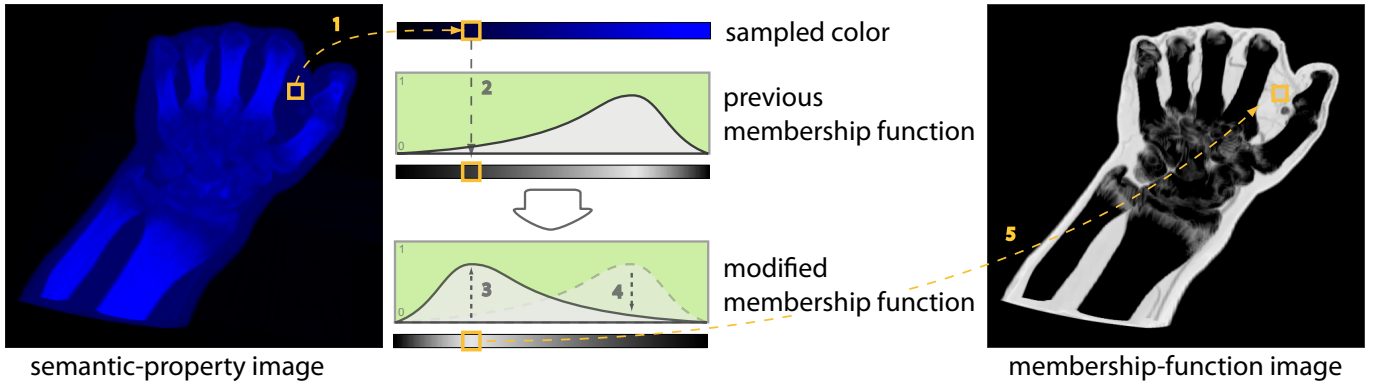 1
sampled color
1
2
previous
membership function
0
1
3
4
modified
membership function
0
5
semantic-property image
membership-function image